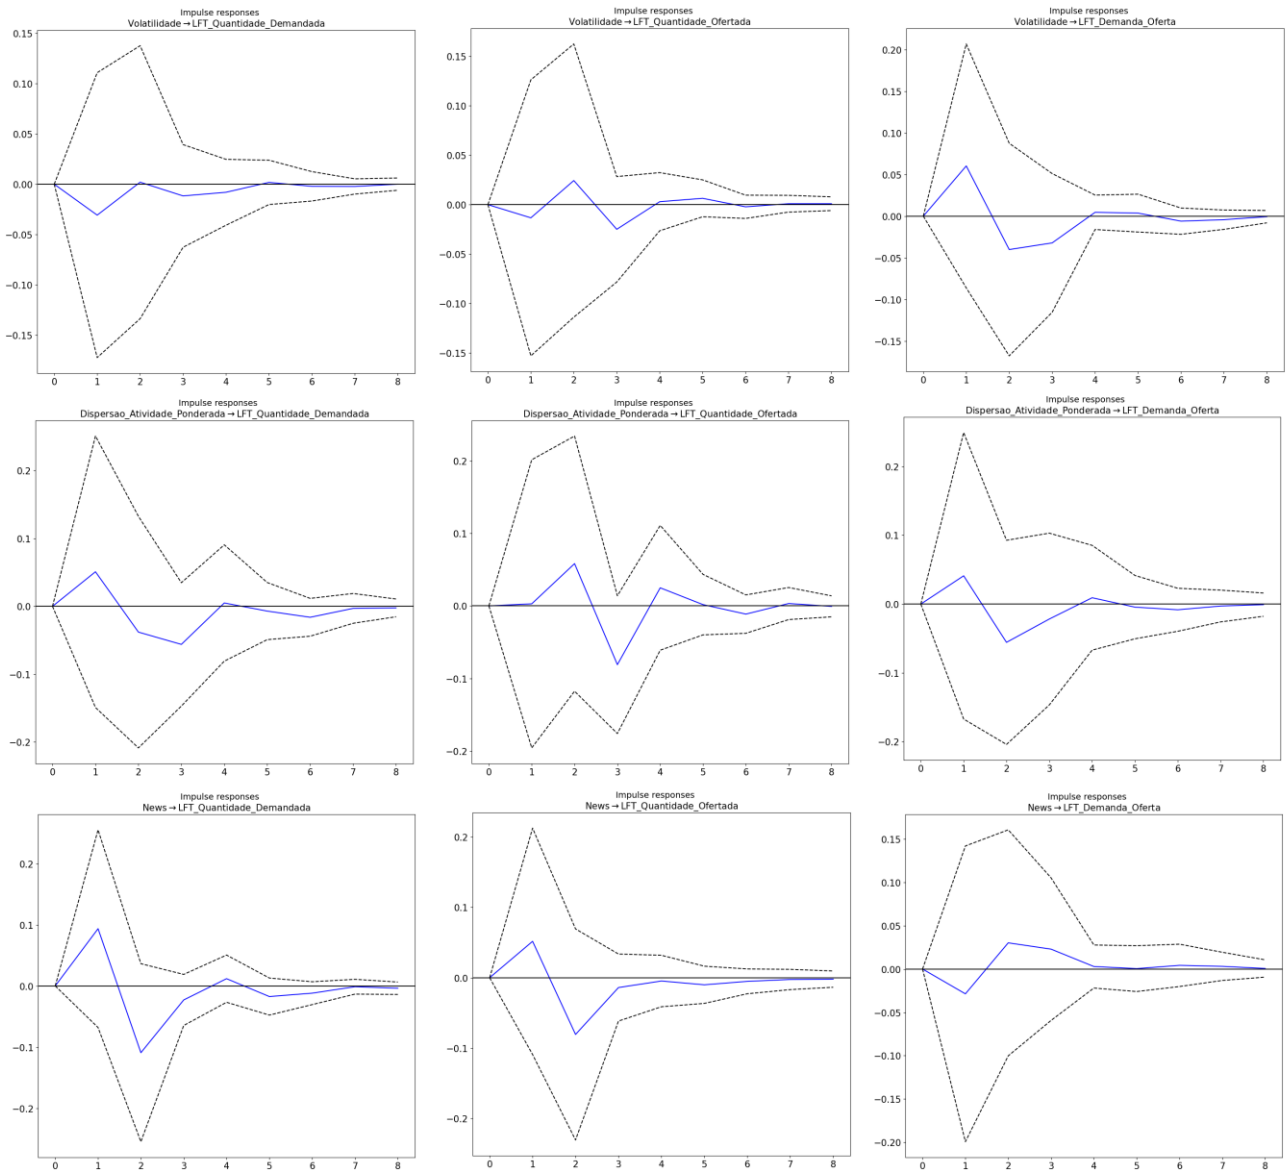 Impulse responses
Volatilidade → LFT_Quantidade_Demandada
0.15
0.10
0.05
0.00
−0.05
−0.10
−0.15
0 1 2 3 4 5 6 7 8
Impulse responses
Volatilidade → LFT_Quantidade_Ofertada
0.15
0.10
0.05
0.00
−0.05
−0.10
−0.15
0 1 2 3 4 5 6 7 8
Impulse responses
Volatilidade → LFT_Demanda_Oferta
0.20
0.15
0.10
0.05
0.00
−0.05
−0.10
−0.15
0 1 2 3 4 5 6 7 8
Impulse responses
Dispersao_Atividade_Ponderada → LFT_Quantidade_Demandada
0.2
0.1
0.0
−0.1
−0.2
0 1 2 3 4 5 6 7 8
Impulse responses
Dispersao_Atividade_Ponderada → LFT_Quantidade_Ofertada
0.2
0.1
0.0
−0.1
−0.2
0 1 2 3 4 5 6 7 8
Impulse responses
Dispersao_Atividade_Ponderada → LFT_Demanda_Oferta
0.2
0.1
0.0
−0.1
−0.2
0 1 2 3 4 5 6 7 8
Impulse responses
News → LFT_Quantidade_Demandada
0.2
0.1
0.0
−0.1
−0.2
0 1 2 3 4 5 6 7 8
Impulse responses
News → LFT_Quantidade_Ofertada
0.2
0.1
0.0
−0.1
−0.2
0 1 2 3 4 5 6 7 8
Impulse responses
News → LFT_Demanda_Oferta
0.15
0.10
0.05
0.00
−0.05
−0.10
−0.15
−0.20
0 1 2 3 4 5 6 7 8